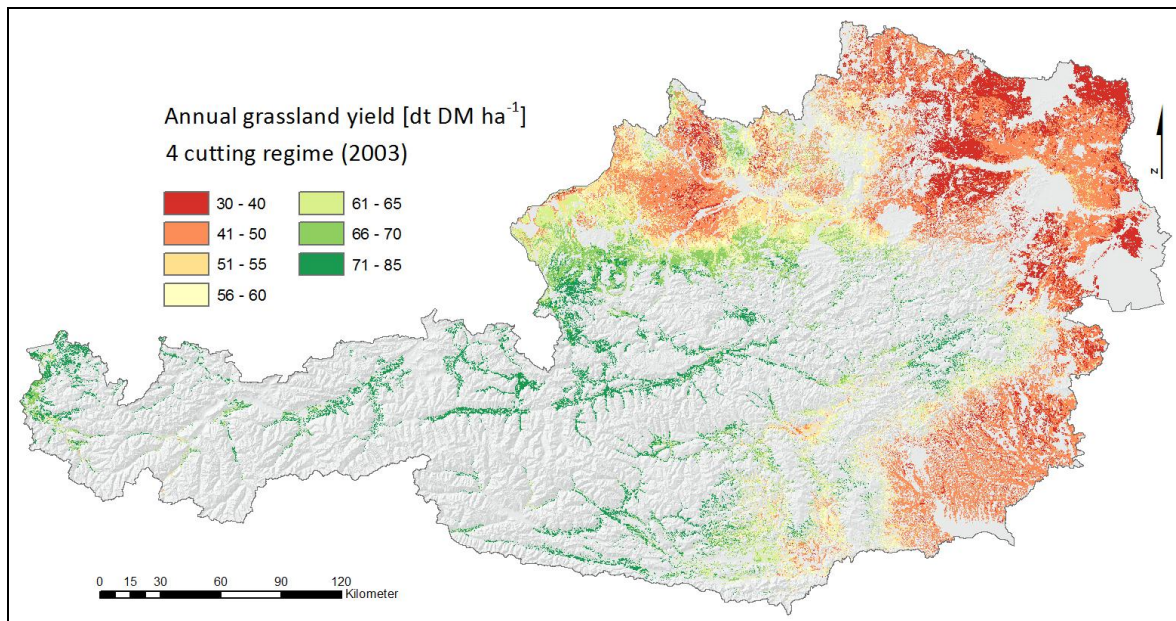 Annual grassland yield [dt DM ha⁻¹]
4 cutting regime (2003)
30 - 40
41 - 50
51 - 55
56 - 60
61 - 65
66 - 70
71 - 85
N
0 15 30 60 90 120
Kilometer